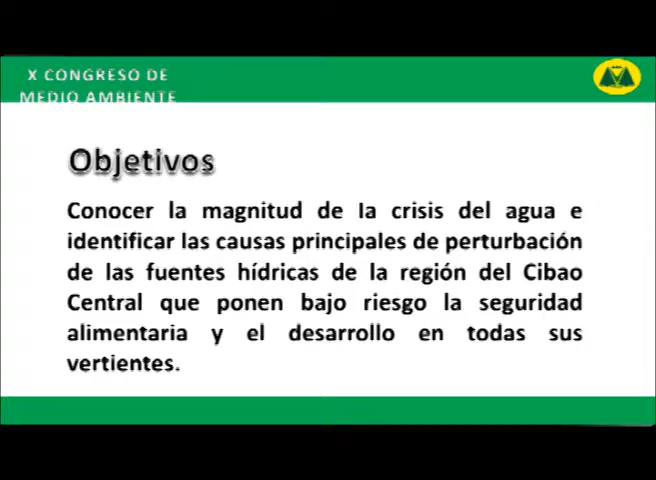 X CONGRESO DE
MEDIO AMBIENTE
Objetivos
Conocer la magnitud de la crisis del agua e
identificar las causas principales de perturbación
de las fuentes hídricas de la región del Cibao
Central que ponen bajo riesgo la seguridad
alimentaria y el desarrollo en todas sus
vertientes.